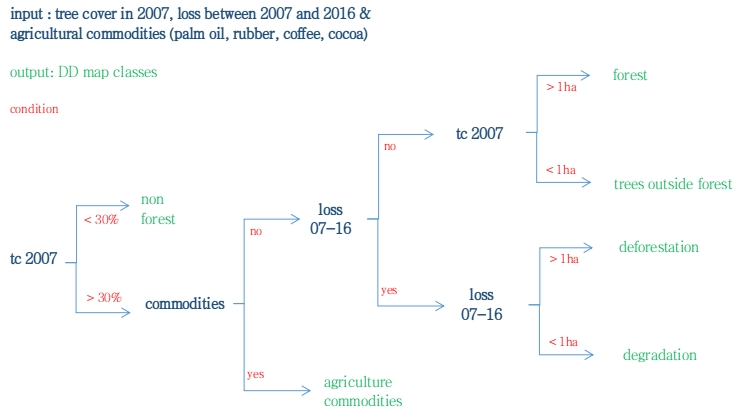 input : tree cover in 2007, loss between 2007 and 2016 &
agricultural commodities (palm oil, rubber, coffee, cocoa)
output: DD map classes
condition
tc 2007
< 30%
non
forest
> 30%
commodities
no
loss
07–16
yes
agriculture
commodities
no
tc 2007
> 1ha
forest
< 1ha
trees outside forest
yes
loss
07–16
> 1ha
deforestation
< 1ha
degradation